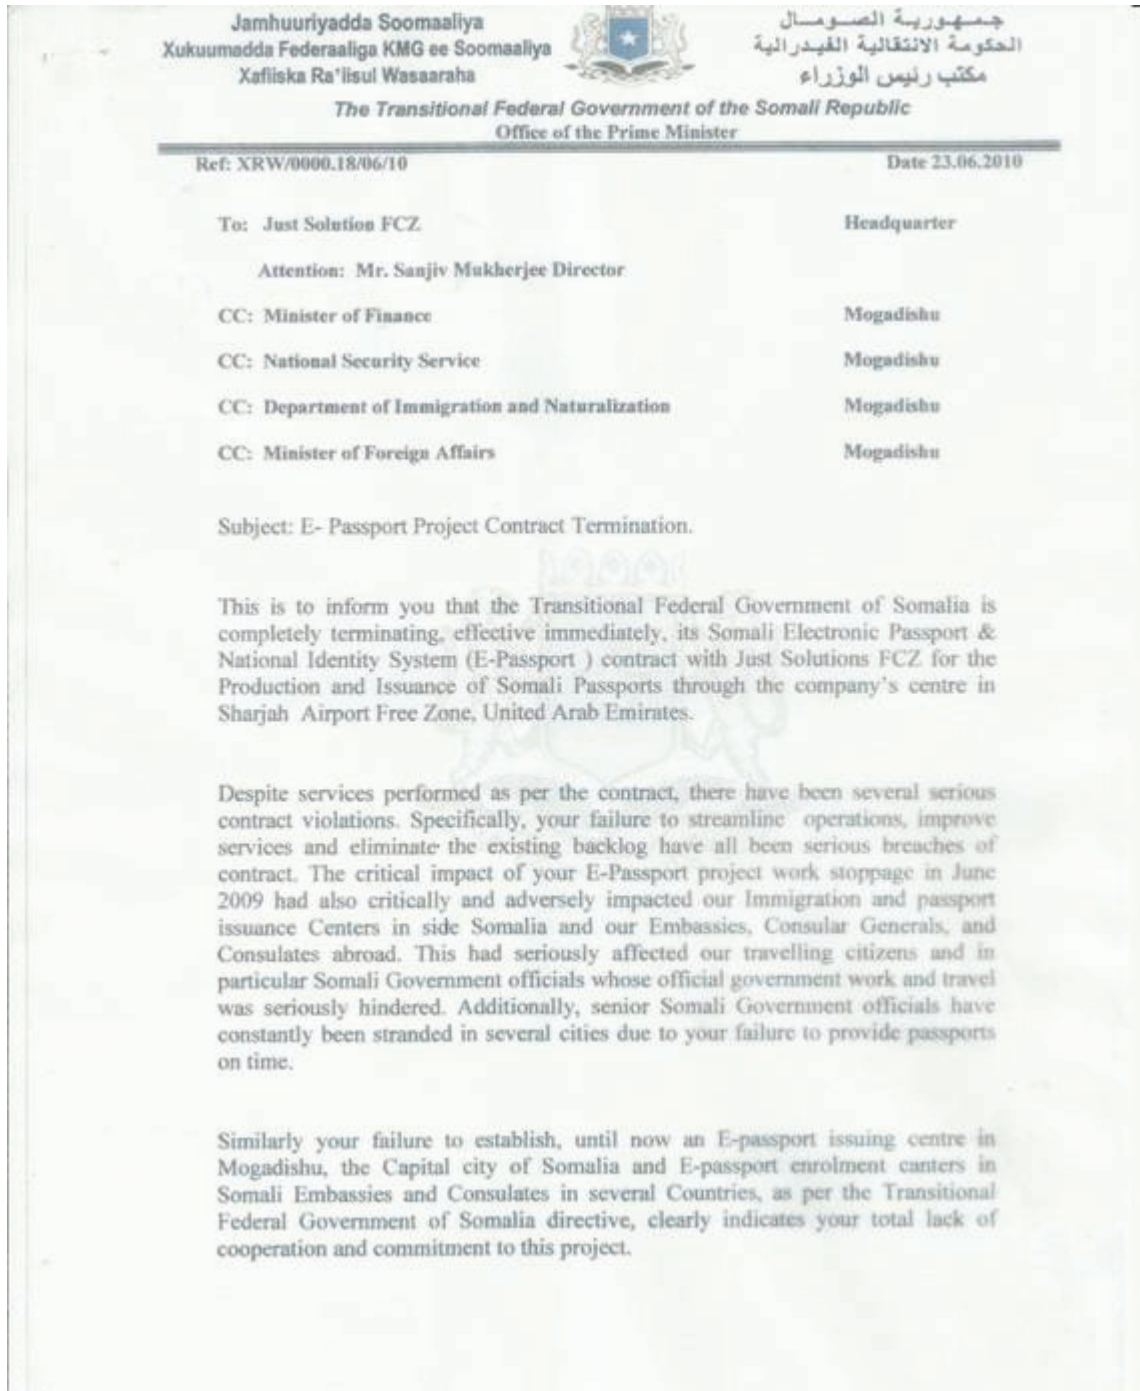 Jamhuuriyadda Soomaaliya
Xukuumadda Federaaliga KMG ee Soomaaliya
Xafiiska Ra'iisul Wasaaraha
جـمـهـوريـة الصـومـال
الحكومة الانتقالية الفيدرالية
مكتب رئيس الوزراء
The Transitional Federal Government of the Somali Republic
Office of the Prime Minister
Ref: XRW/0000.18/06/10 Date 23.06.2010
To: Just Solution FCZ Headquarter
Attention: Mr. Sanjiv Mukherjee Director
CC: Minister of Finance Mogadishu
CC: National Security Service Mogadishu
CC: Department of Immigration and Naturalization Mogadishu
CC: Minister of Foreign Affairs Mogadishu
Subject: E- Passport Project Contract Termination.
This is to inform you that the Transitional Federal Government of Somalia is
completely terminating, effective immediately, its Somali Electronic Passport &
National Identity System (E-Passport ) contract with Just Solutions FCZ for the
Production and Issuance of Somali Passports through the company's centre in
Sharjah Airport Free Zone, United Arab Emirates.
Despite services performed as per the contract, there have been several serious
contract violations. Specifically, your failure to streamline operations, improve
services and eliminate the existing backlog have all been serious breaches of
contract. The critical impact of your E-Passport project work stoppage in June
2009 had also critically and adversely impacted our Immigration and passport
issuance Centers in side Somalia and our Embassies, Consular Generals, and
Consulates abroad. This had seriously affected our travelling citizens and in
particular Somali Government officials whose official government work and travel
was seriously hindered. Additionally, senior Somali Government officials have
constantly been stranded in several cities due to your failure to provide passports
on time.
Similarly your failure to establish, until now an E-passport issuing centre in
Mogadishu, the Capital city of Somalia and E-passport enrolment canters in
Somali Embassies and Consulates in several Countries, as per the Transitional
Federal Government of Somalia directive, clearly indicates your total lack of
cooperation and commitment to this project.